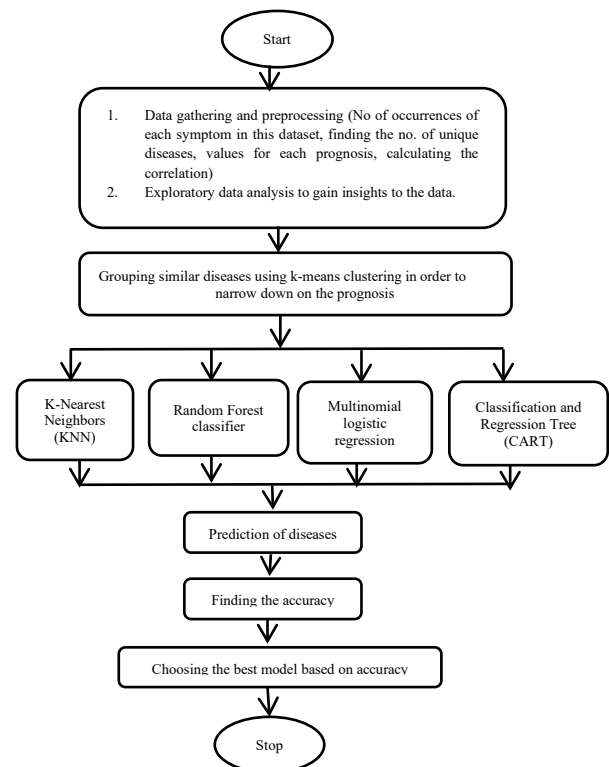 Start
1. Data gathering and preprocessing (No of occurrences of
each symptom in this dataset, finding the no. of unique
diseases, values for each prognosis, calculating the
correlation)
2. Exploratory data analysis to gain insights to the data.
Grouping similar diseases using k-means clustering in order to
narrow down on the prognosis
K-Nearest
Neighbors
(KNN)
Random Forest
classifier
Multinomial
logistic
regression
Classification and
Regression Tree
(CART)
Prediction of diseases
Finding the accuracy
Choosing the best model based on accuracy
Stop